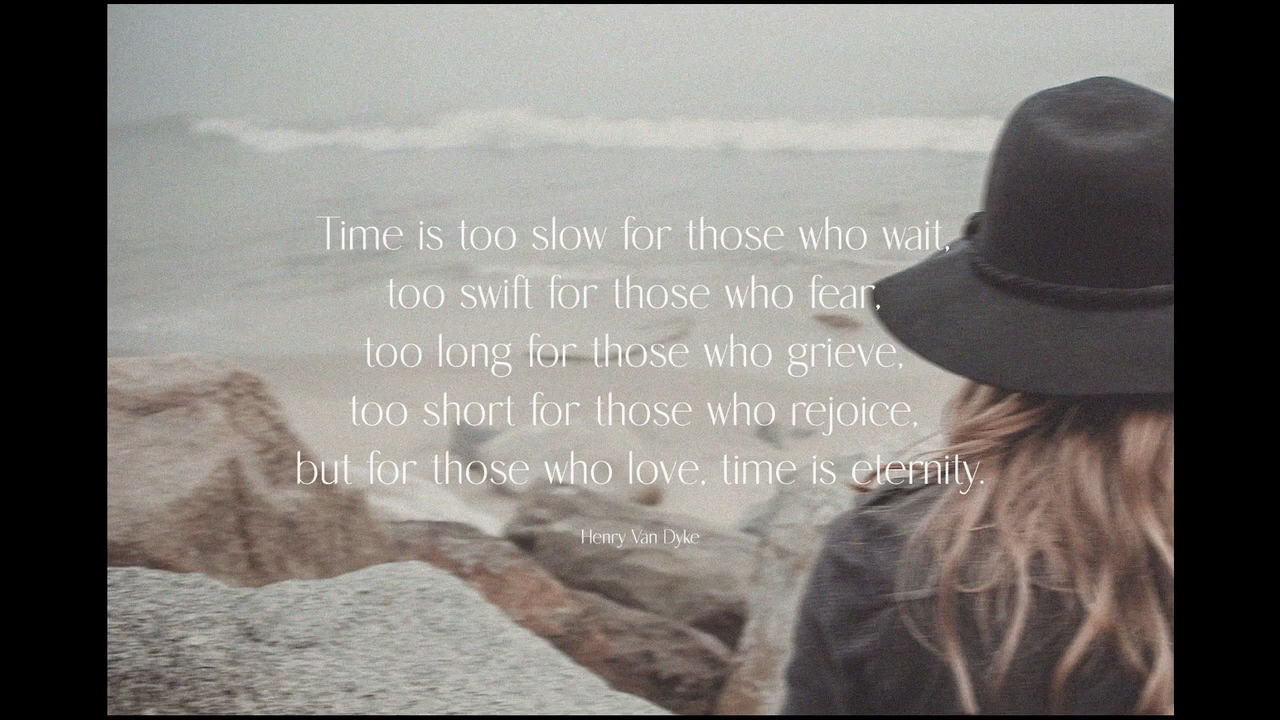 Time is too slow for those who wait,
too swift for those who fear,
too long for those who grieve,
too short for those who rejoice,
but for those who love, time is eternity.
Henry Van Dyke